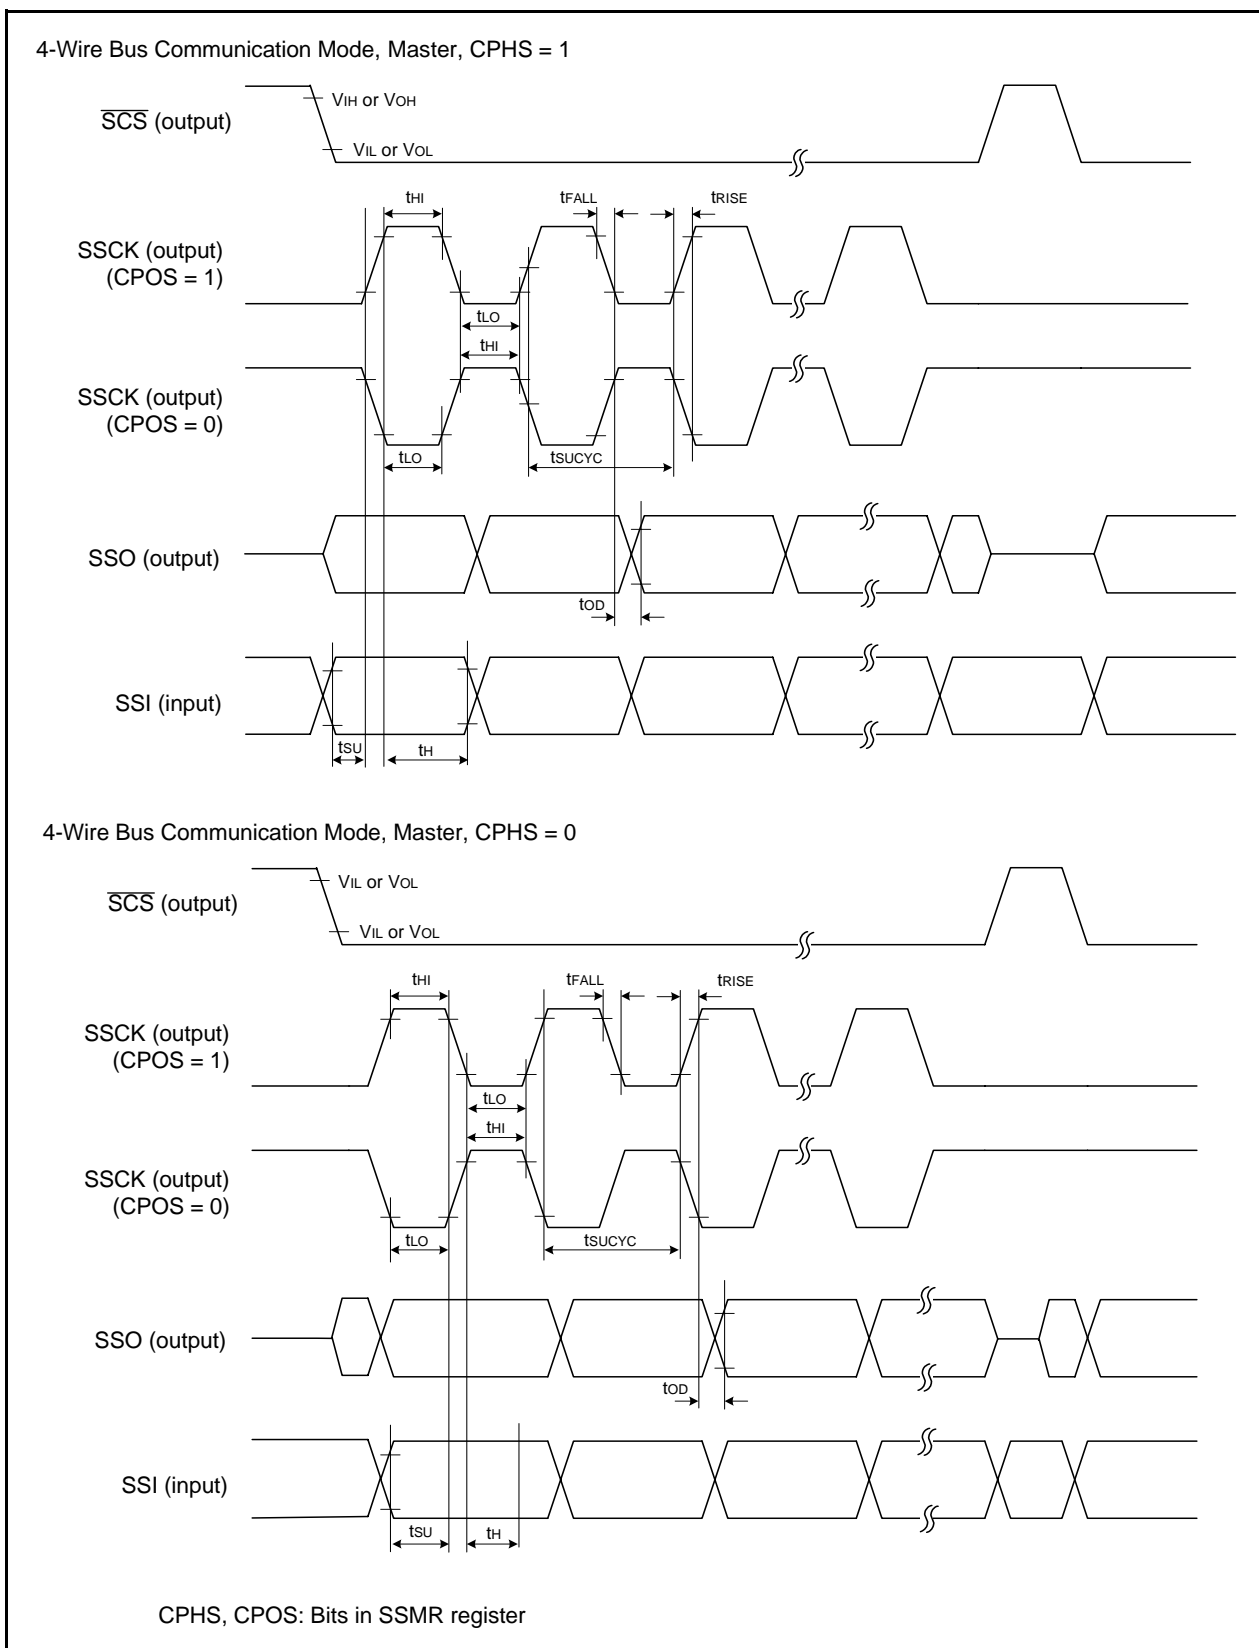 4-Wire Bus Communication Mode, Master, CPHS = 1
VIH or VOH
SCS (output)
VIL or VOL
tHI
tFALL
tRISE
SSCK (output)
(CPOS = 1)
tLO
tHI
SSCK (output)
(CPOS = 0)
tLO
tSUCYC
SSO (output)
tOD
SSI (input)
tSU
tH
4-Wire Bus Communication Mode, Master, CPHS = 0
VIL or VOL
SCS (output)
VIL or VOL
tHI
tFALL
tRISE
SSCK (output)
(CPOS = 1)
tLO
tHI
SSCK (output)
(CPOS = 0)
tLO
tSUCYC
SSO (output)
tOD
SSI (input)
tSU
tH
CPHS, CPOS: Bits in SSMR register